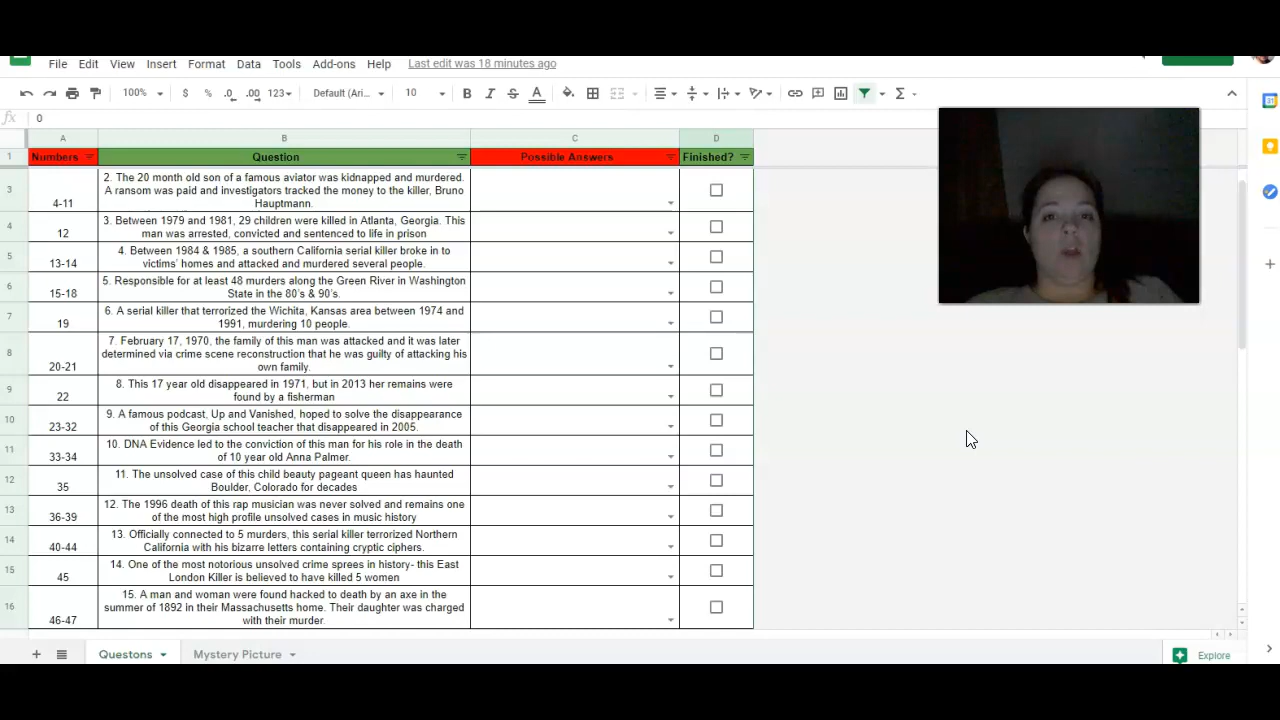 File Edit View Insert Format Data Tools Add-ons Help Last edit was 18 minutes ago
100% $ % .0 .00 123 Default (Ari... 10 B I S A
fx 0
A B C D
1 Numbers Question Possible Answers Finished?
3 4-11
2. The 20 month old son of a famous aviator was kidnapped and murdered.
A ransom was paid and investigators tracked the money to the killer, Bruno
Hauptmann.
4 12
3. Between 1979 and 1981, 29 children were killed in Atlanta, Georgia. This
man was arrested, convicted and sentenced to life in prison
5 13-14
4. Between 1984 & 1985, a southern California serial killer broke in to
victims' homes and attacked and murdered several people.
6 15-18
5. Responsible for at least 48 murders along the Green River in Washington
State in the 80's & 90's.
7 19
6. A serial killer that terrorized the Wichita, Kansas area between 1974 and
1991, murdering 10 people.
8 20-21
7. February 17, 1970, the family of this man was attacked and it was later
determined via crime scene reconstruction that he was guilty of attacking his
own family.
9 22
8. This 17 year old disappeared in 1971, but in 2013 her remains were
found by a fisherman
10 23-32
9. A famous podcast, Up and Vanished, hoped to solve the disappearance
of this Georgia school teacher that disappeared in 2005.
11 33-34
10. DNA Evidence led to the conviction of this man for his role in the death
of 10 year old Anna Palmer.
12 35
11. The unsolved case of this child beauty pageant queen has haunted
Boulder, Colorado for decades
13 36-39
12. The 1996 death of this rap musician was never solved and remains one
of the most high profile unsolved cases in music history
14 40-44
13. Officially connected to 5 murders, this serial killer terrorized Northern
California with his bizarre letters containing cryptic ciphers.
15 45
14. One of the most notorious unsolved crime sprees in history- this East
London Killer is believed to have killed 5 women
16 46-47
15. A man and woman were found hacked to death by an axe in the
summer of 1892 in their Massachusetts home. Their daughter was charged
with their murder.
Questons Mystery Picture Explore